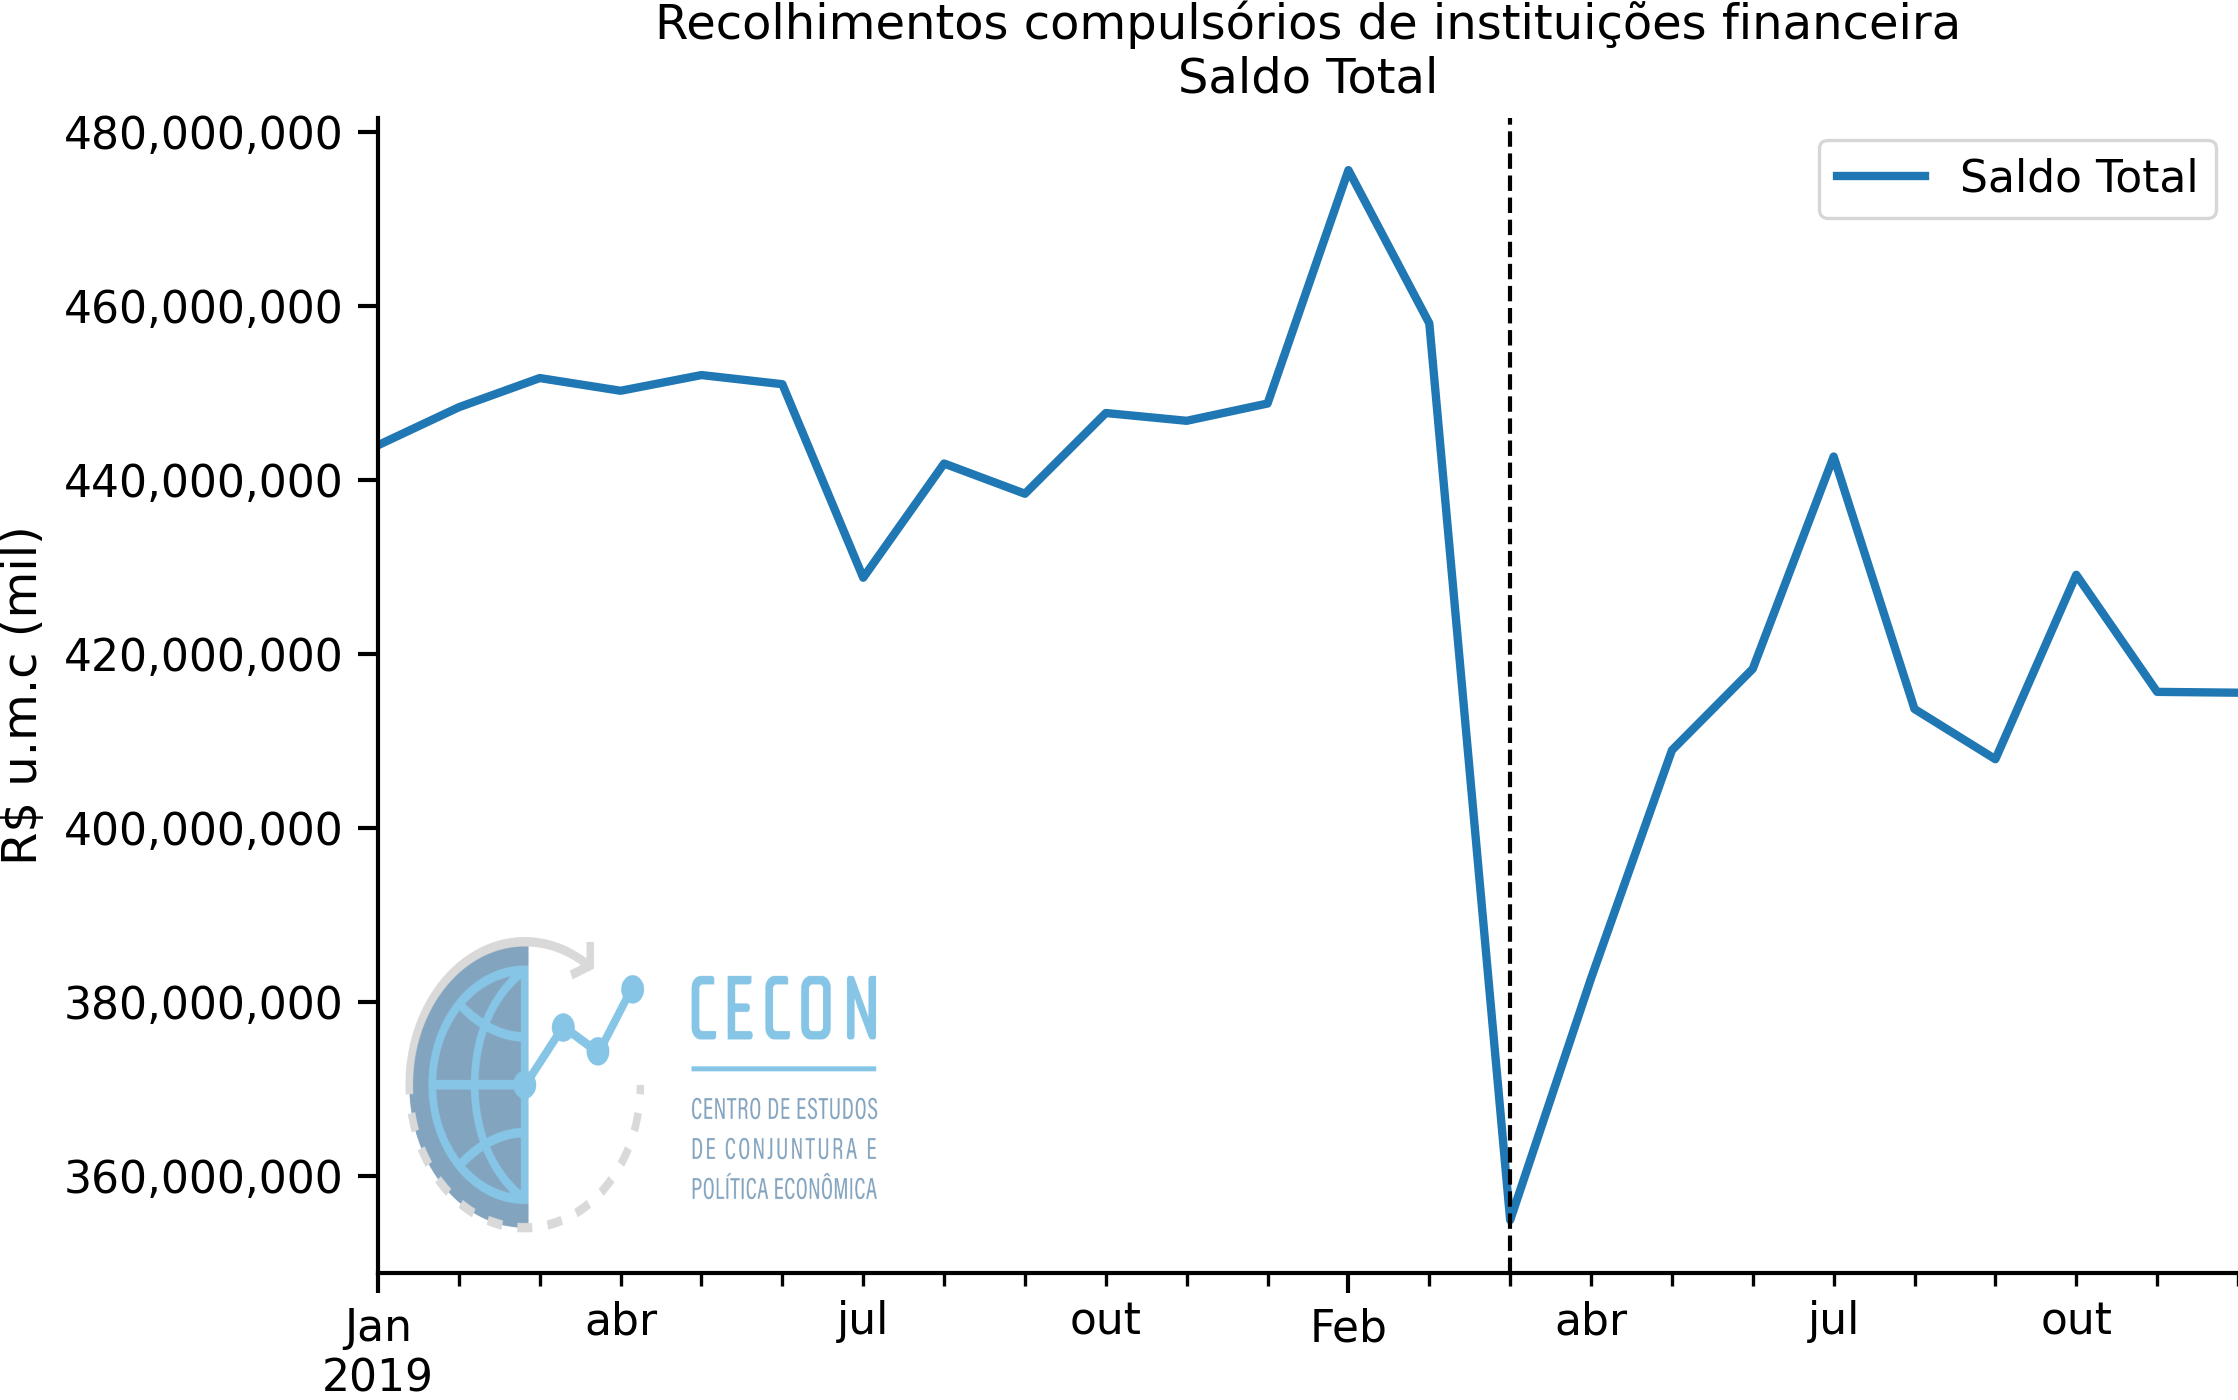 Recolhimentos compulsórios de instituições financeira
Saldo Total
480,000,000
460,000,000
440,000,000
420,000,000
400,000,000
380,000,000
360,000,000
R$ u.m.c (mil)
Saldo Total
CECON
CENTRO DE ESTUDOS
DE CONJUNTURA E
POLÍTICA ECONÔMICA
Jan abr jul out Feb abr jul out
2019